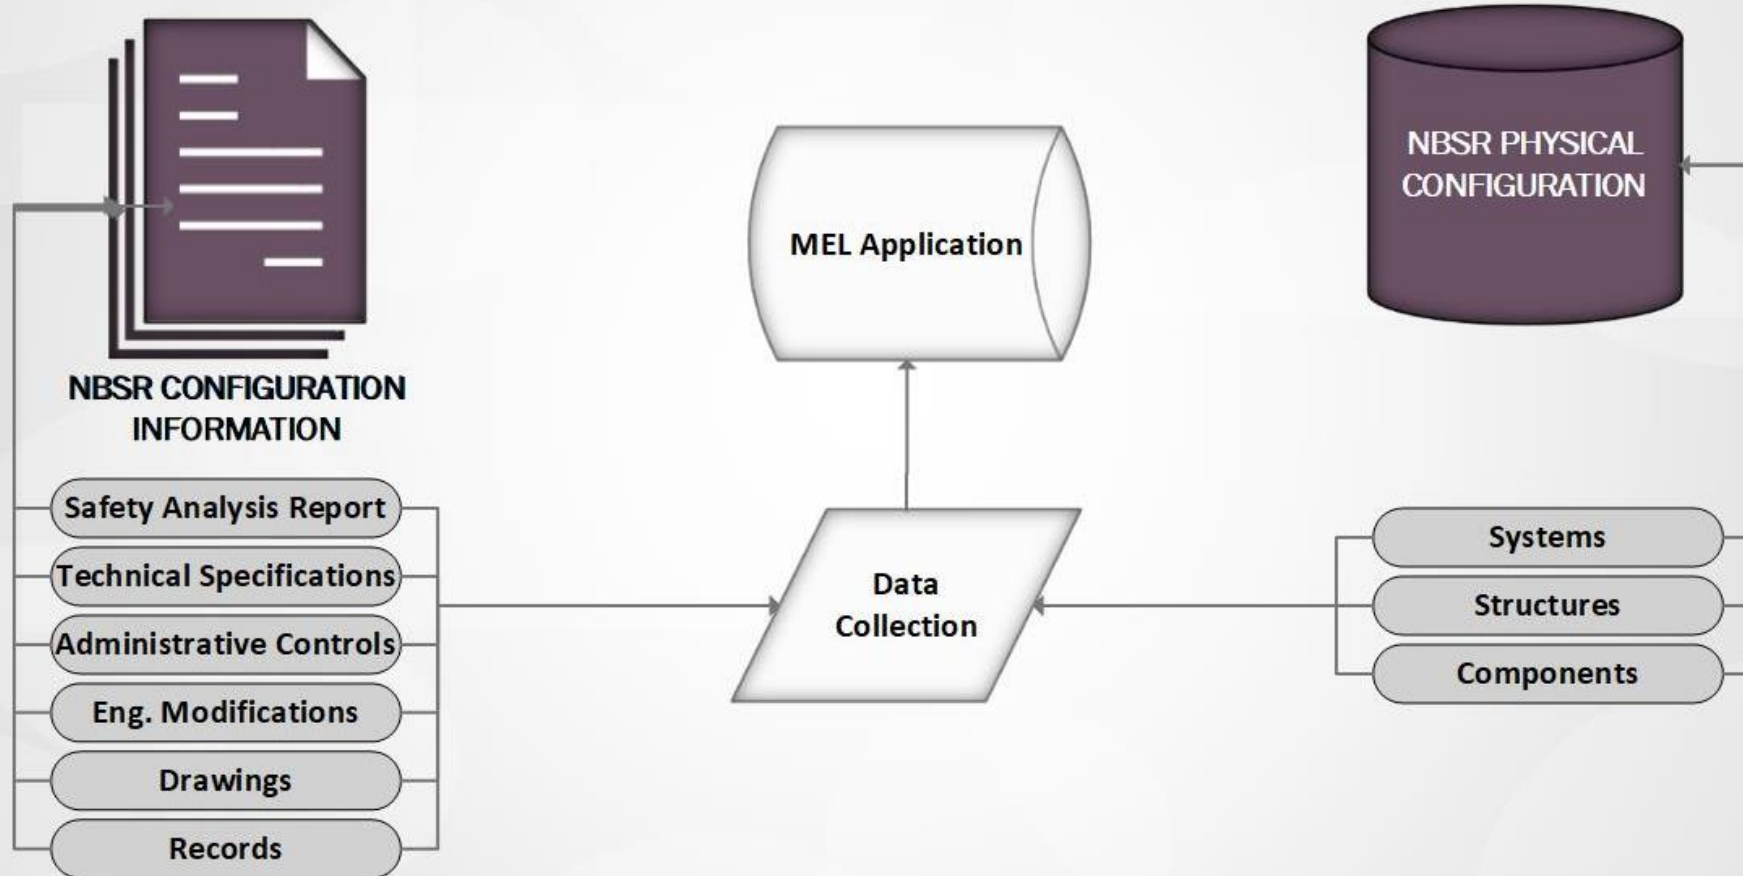 NBSR CONFIGURATION
INFORMATION
Safety Analysis Report
Technical Specifications
Administrative Controls
Eng. Modifications
Drawings
Records
MEL Application
Data
Collection
NBSR PHYSICAL
CONFIGURATION
Systems
Structures
Components